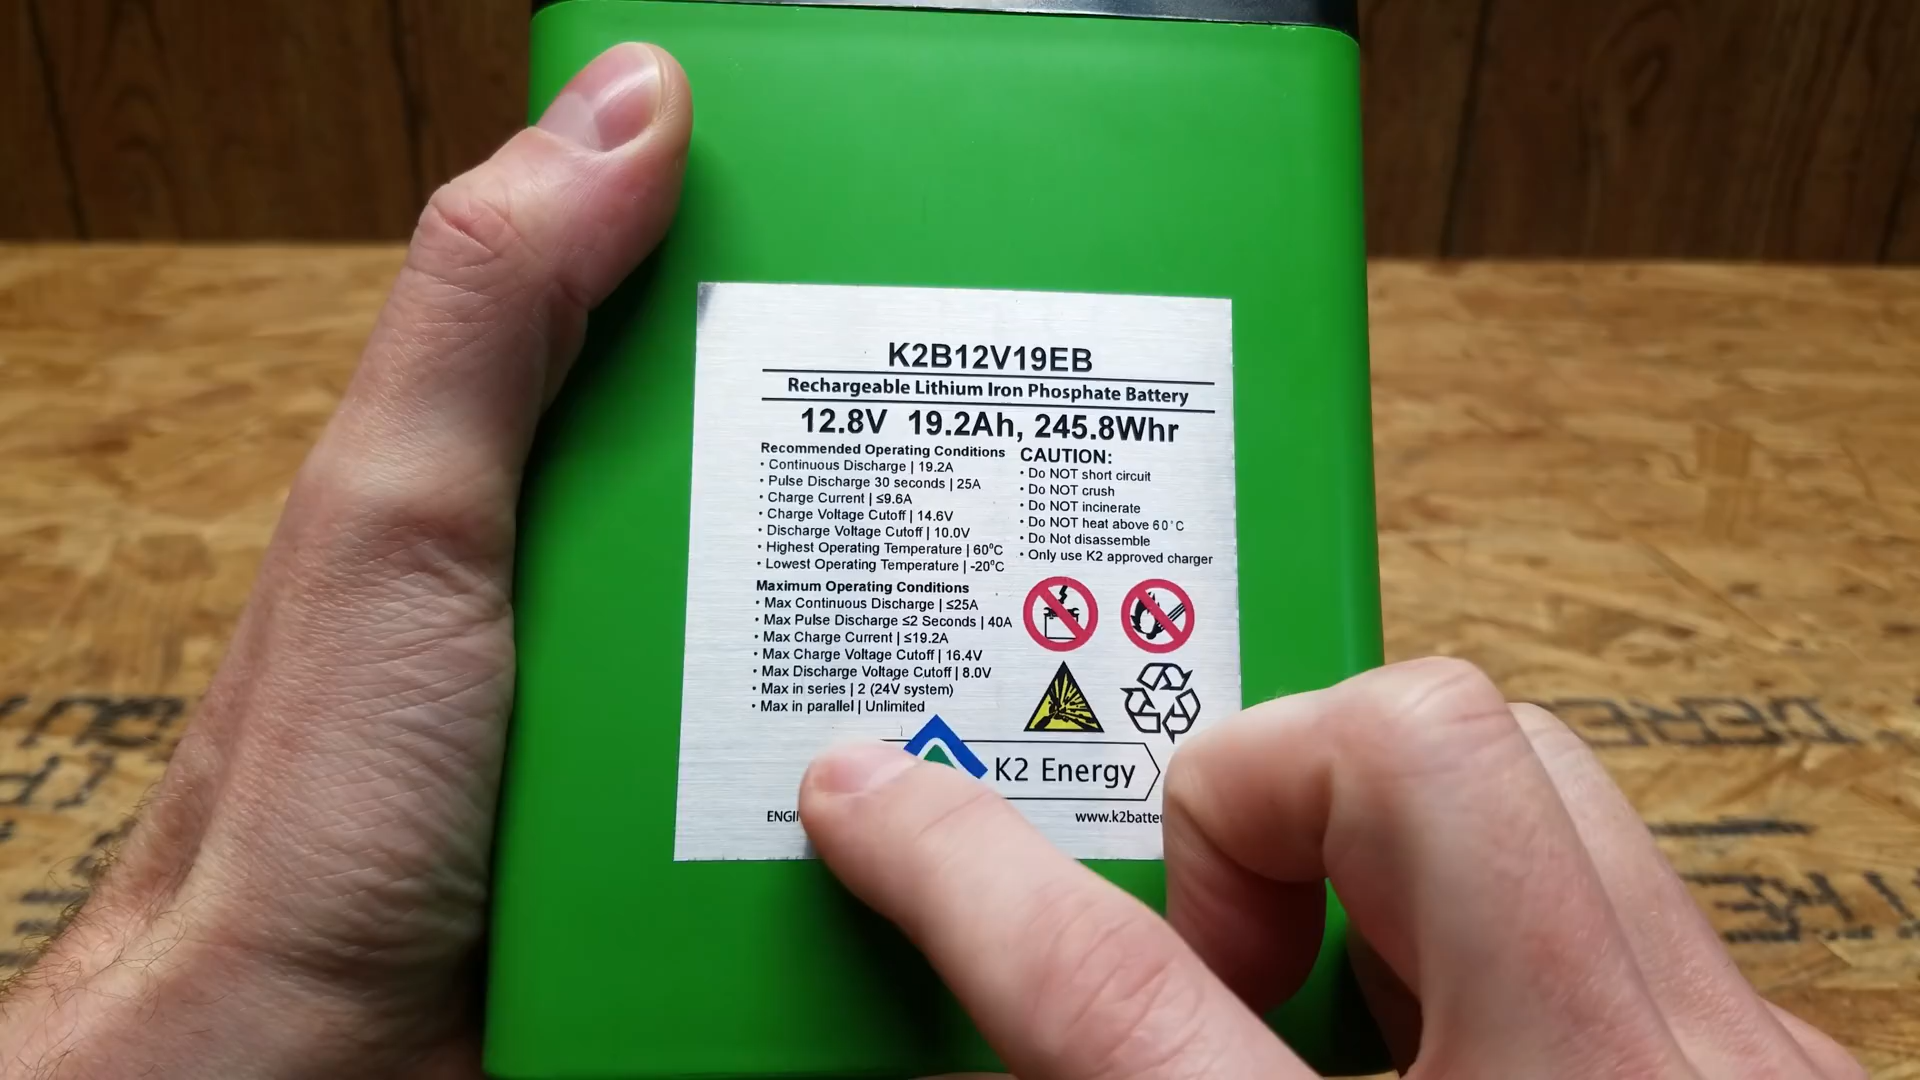 K2B12V19EB
Rechargeable Lithium Iron Phosphate Battery
12.8V 19.2Ah, 245.8Whr
Recommended Operating Conditions
• Continuous Discharge | 19.2A
• Pulse Discharge 30 seconds | 25A
• Charge Current | ≤9.6A
• Charge Voltage Cutoff | 14.6V
• Discharge Voltage Cutoff | 10.0V
• Highest Operating Temperature | 60°C
• Lowest Operating Temperature | -20°C
Maximum Operating Conditions
• Max Continuous Discharge | ≤25A
• Max Pulse Discharge ≤2 Seconds | 40A
• Max Charge Current | ≤19.2A
• Max Charge Voltage Cutoff | 16.4V
• Max Discharge Voltage Cutoff | 8.0V
• Max in series | 2 (24V system)
• Max in parallel | Unlimited
CAUTION:
• Do NOT short circuit
• Do NOT crush
• Do NOT incinerate
• Do NOT heat above 60°C
• Do Not disassemble
• Only use K2 approved charger
K2 Energy